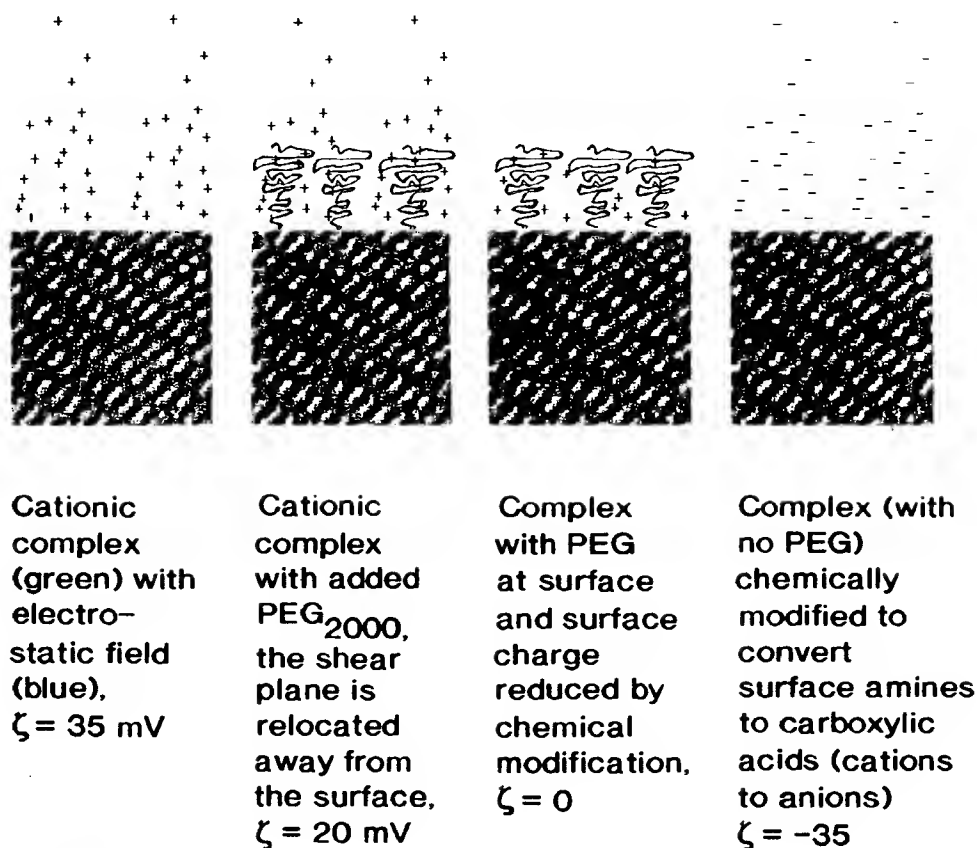 Cationic
complex
(green) with
electro-
static field
(blue),
ζ = 35 mV
Cationic
complex
with added
PEG2000,
the shear
plane is
relocated
away from
the surface,
ζ = 20 mV
Complex
with PEG
at surface
and surface
charge
reduced by
chemical
modification,
ζ = 0
Complex (with
no PEG)
chemically
modified to
convert
surface amines
to carboxylic
acids (cations
to anions)
ζ = -35